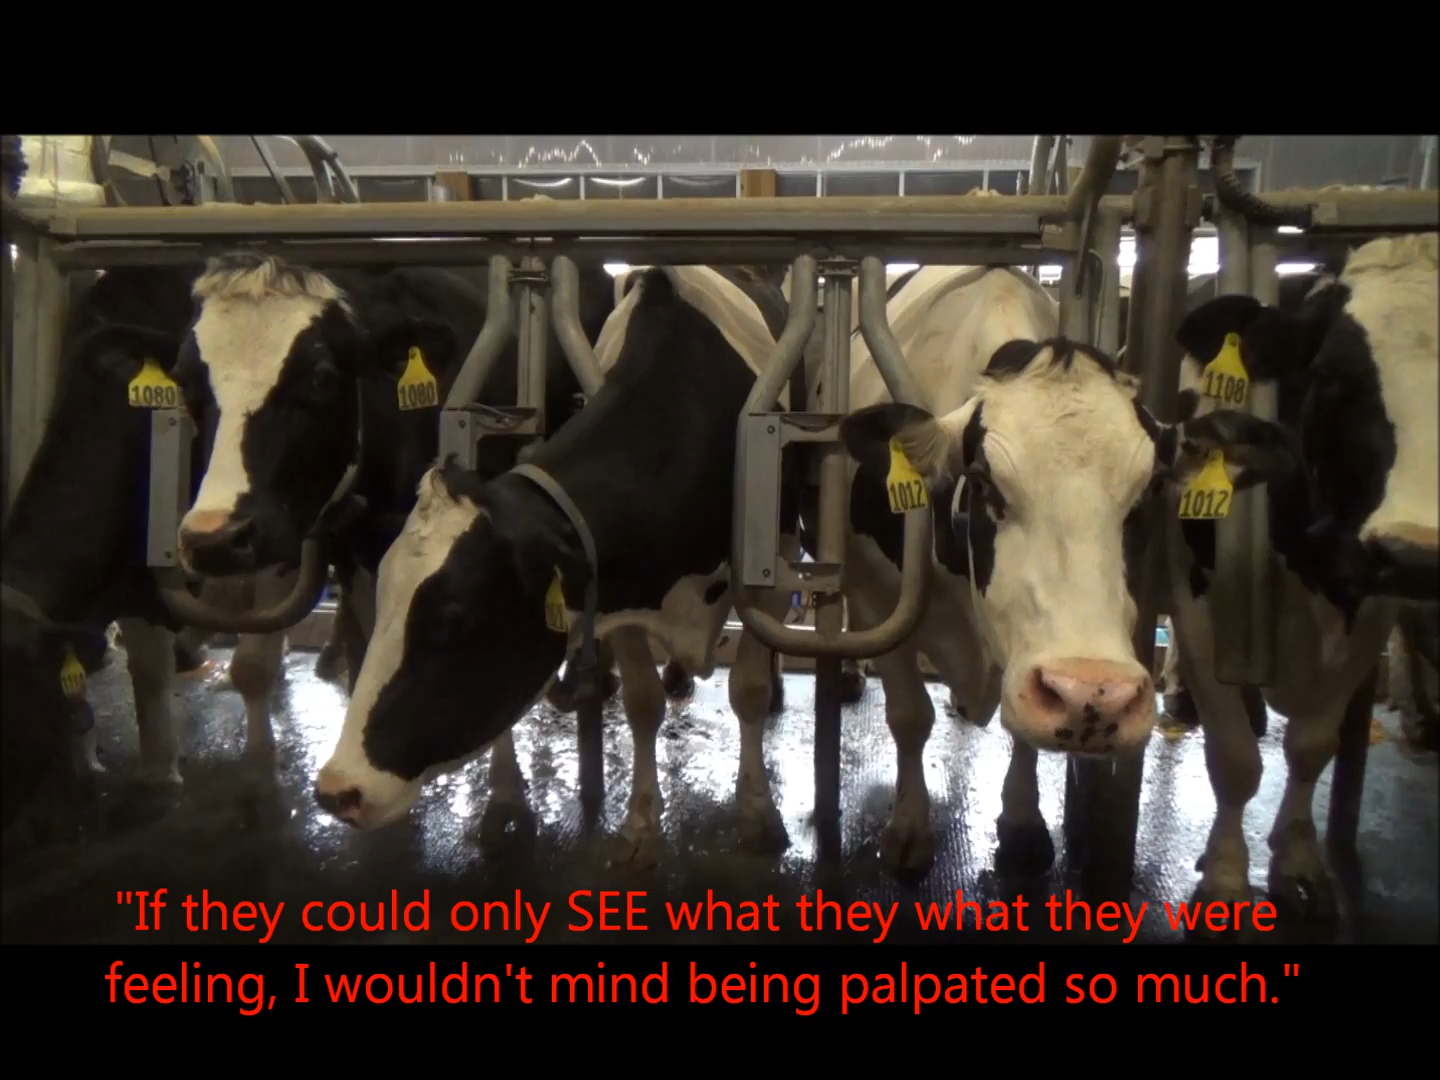 1080
1080
1108
1012
1012
"If they could only SEE what they what they were
feeling, I wouldn't mind being palpated so much."